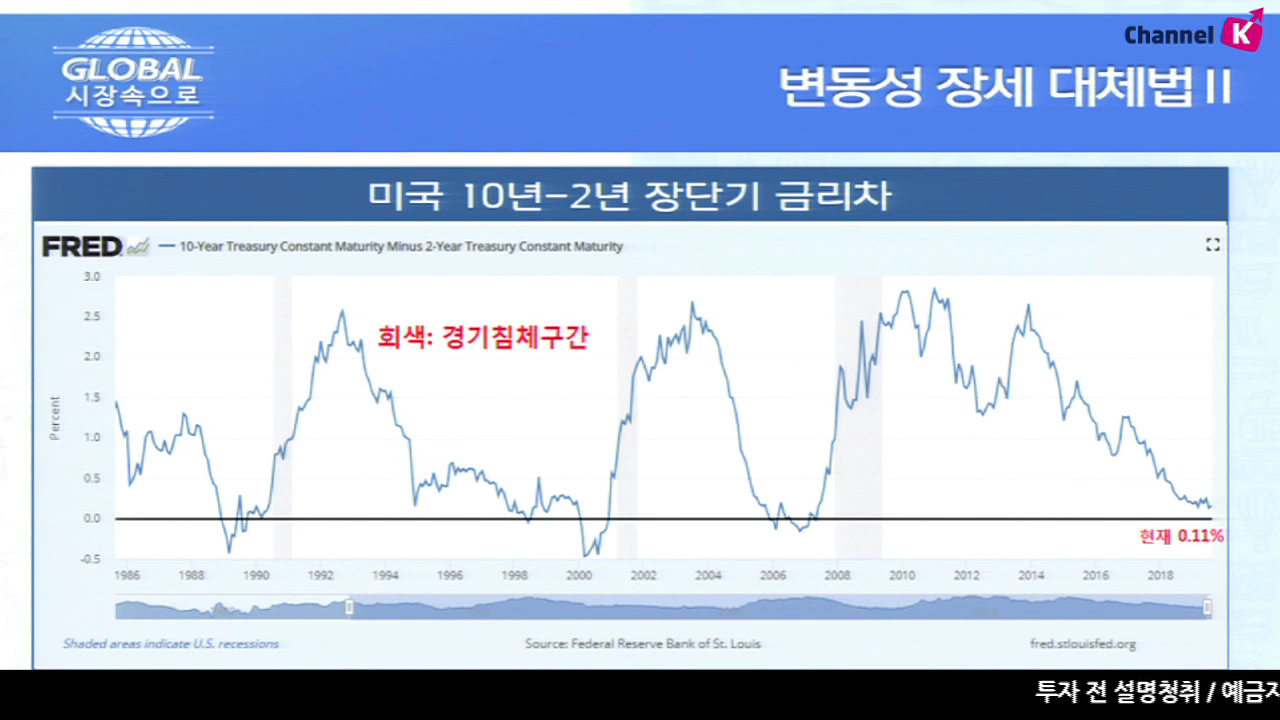 Channel K
GLOBAL
시장속으로
변동성 장세 대체법 II
미국 10년-2년 장단기 금리차
FRED 10-Year Treasury Constant Maturity Minus 2-Year Treasury Constant Maturity
3.0
2.5
2.0
1.5
1.0
0.5
0.0
-0.5
Percent
회색: 경기침체구간
현재 0.11%
1986 1988 1990 1992 1994 1996 1998 2000 2002 2004 2006 2008 2010 2012 2014 2016 2018
Shaded areas indicate U.S. recessions Source: Federal Reserve Bank of St. Louis fred.stlouisfed.org
투자 전 설명청취 / 예금자